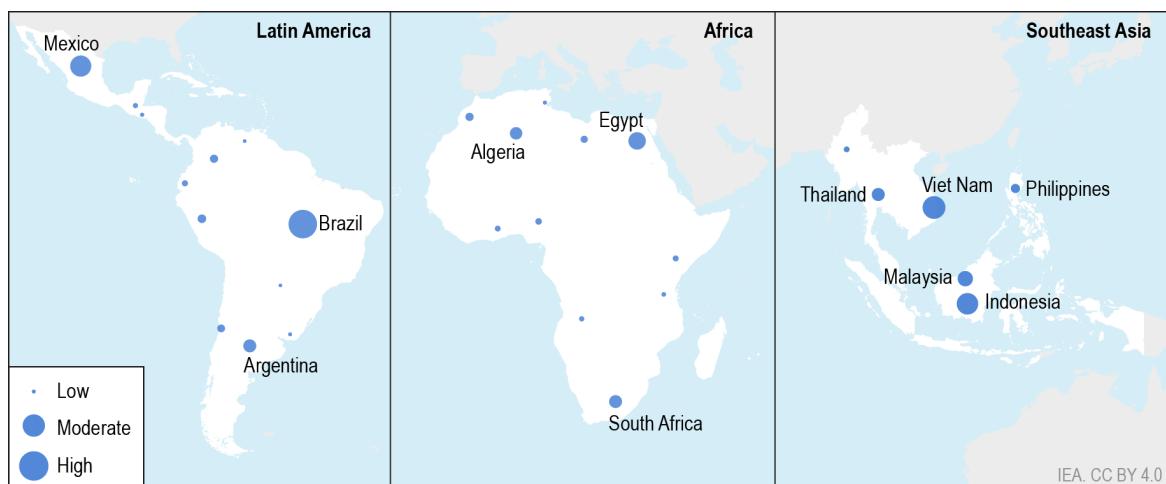 Latin America
Mexico
Brazil
Argentina
Low
Moderate
High
Africa
Egypt
Algeria
South Africa
Southeast Asia
Thailand
Viet Nam
Philippines
Malaysia
Indonesia
IEA. CC BY 4.0